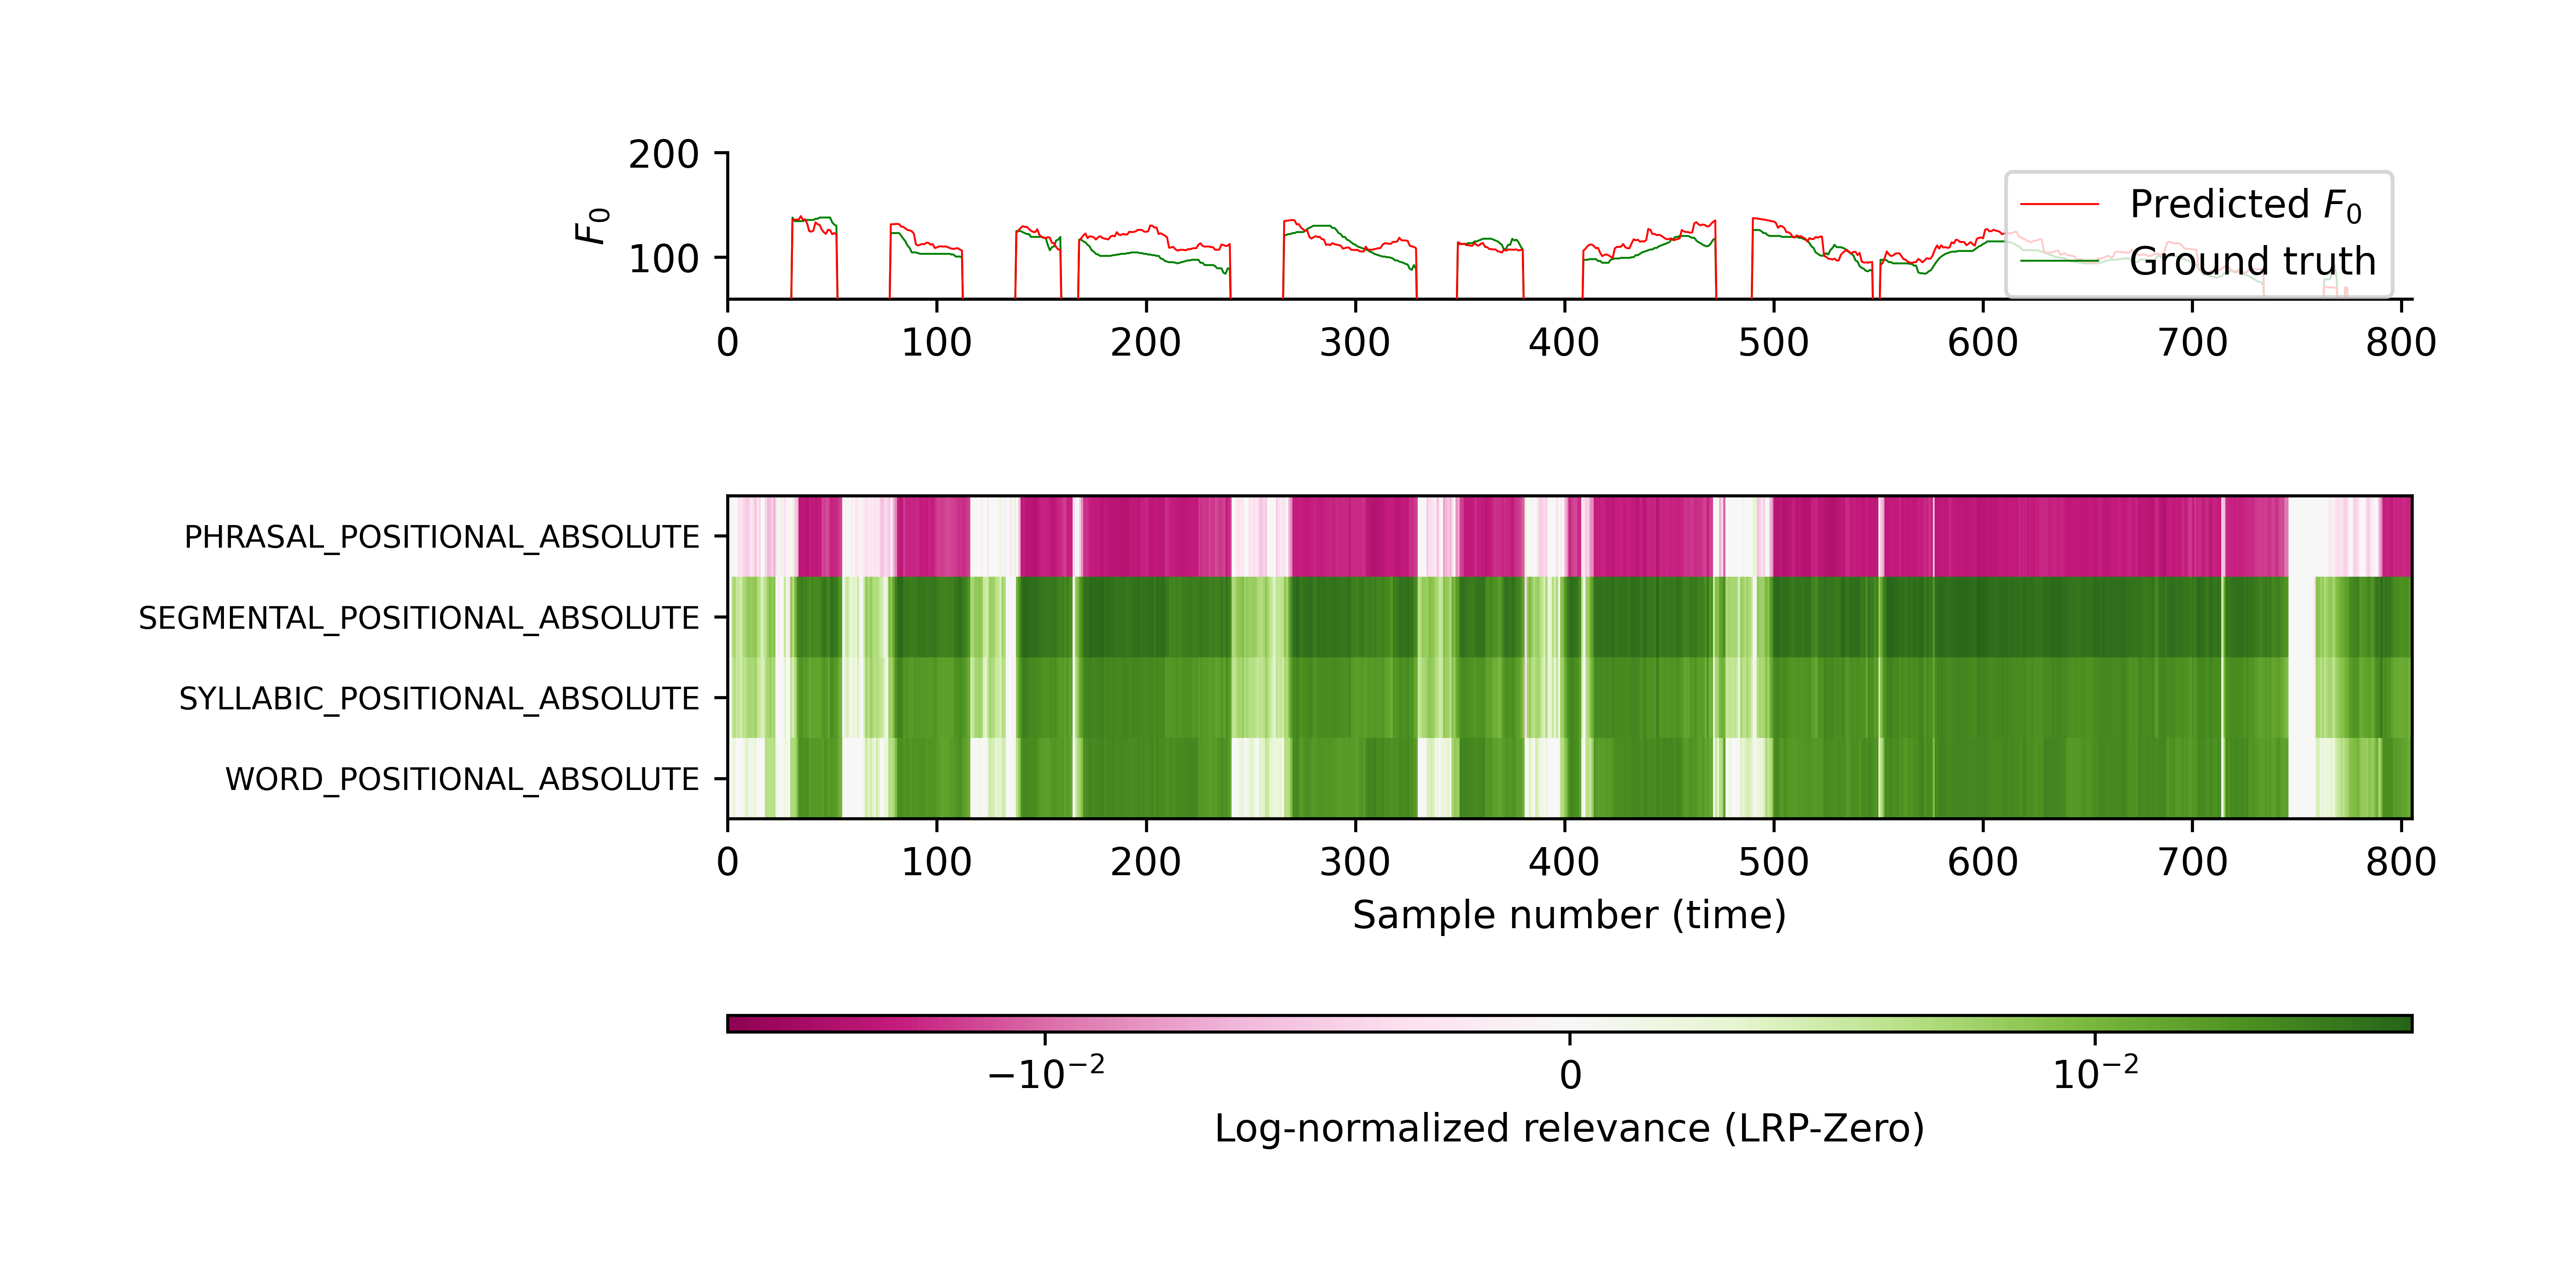 200
100
F₀
Predicted F₀
Ground truth
0 100 200 300 400 500 600 700 800
PHRASAL_POSITIONAL_ABSOLUTE
SEGMENTAL_POSITIONAL_ABSOLUTE
SYLLABIC_POSITIONAL_ABSOLUTE
WORD_POSITIONAL_ABSOLUTE
0 100 200 300 400 500 600 700 800
Sample number (time)
−10⁻² 0 10⁻²
Log-normalized relevance (LRP-Zero)